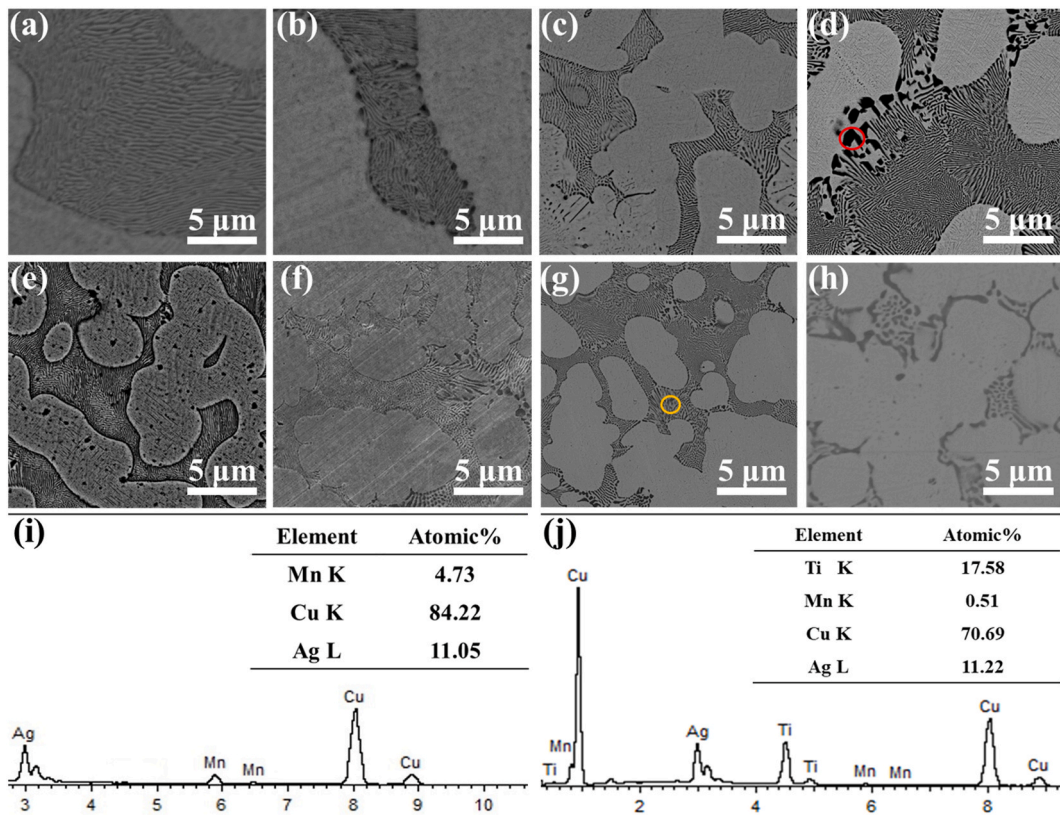 (a) (b) (c) (d)
5 μm 5 μm 5 μm 5 μm
(e) (f) (g) (h)
5 μm 5 μm 5 μm 5 μm
(i)
Element Atomic%
Mn K 4.73
Cu K 84.22
Ag L 11.05
Ag
Mn
Mn
Cu
Cu
3 4 5 6 7 8 9 10
(j)
Element Atomic%
Ti K 17.58
Mn K 0.51
Cu K 70.69
Ag L 11.22
Cu
Mn
Ti
Ag
Ti
Ti
Mn Mn
Cu
Cu
2 4 6 8